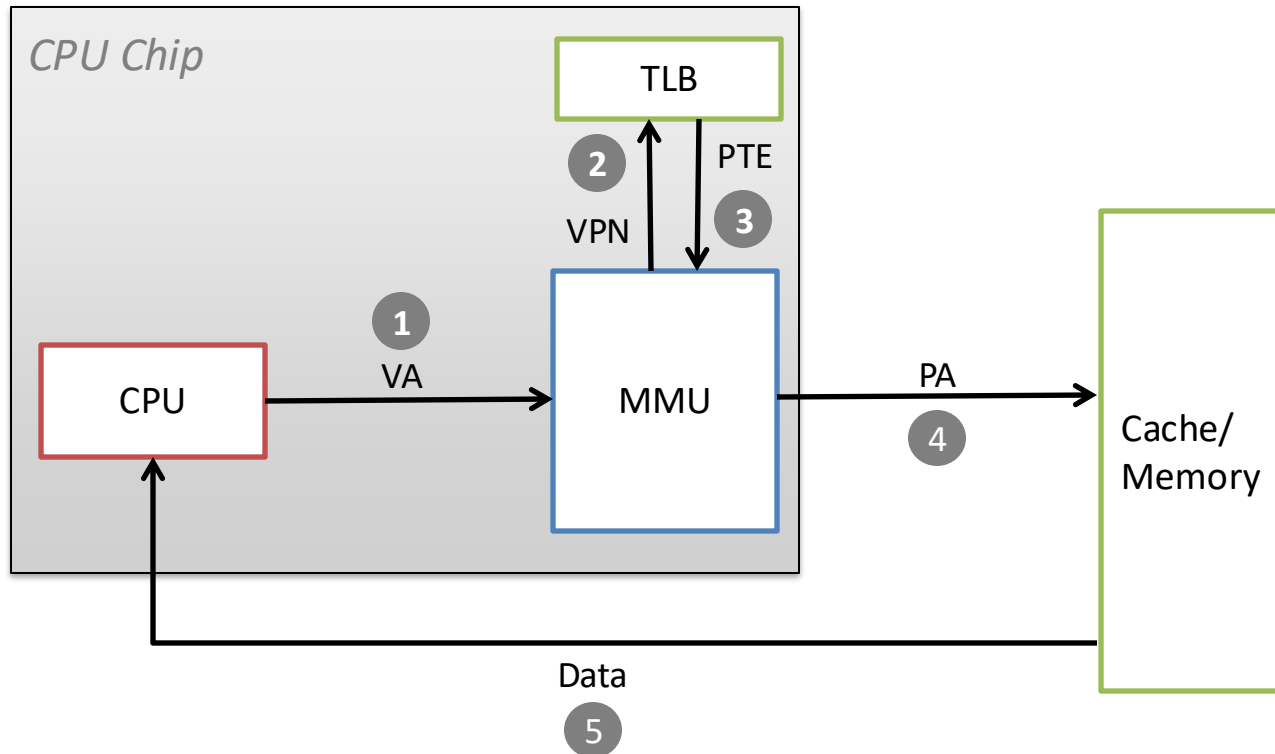 CPU Chip
TLB
2
PTE
VPN
3
1
VA
CPU
MMU
PA
4
Cache/
Memory
Data
5